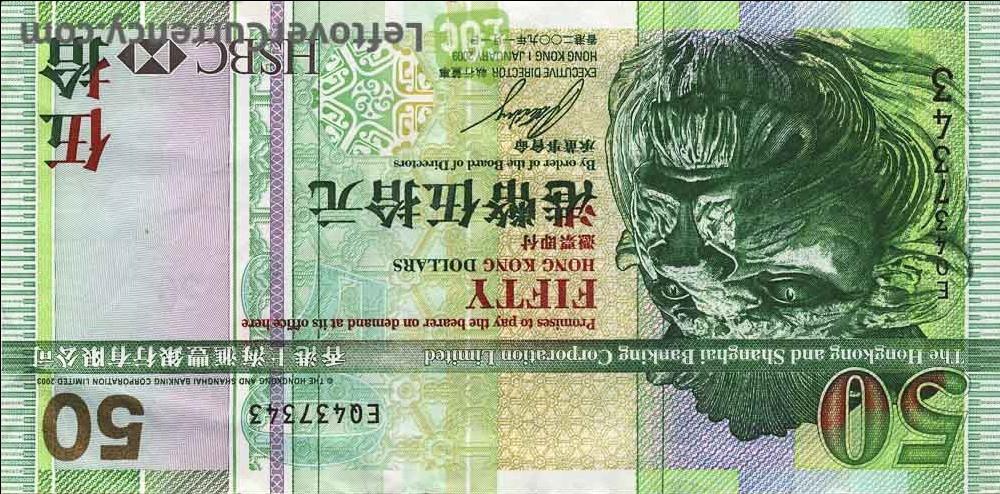 50
EQ437343
50
© THE HONGKONG AND SHANGHAI BANKING CORPORATION LIMITED 2003
The Hongkong and Shanghai Banking Corporation Limited 香港上海滙豐銀行有限公司
Promises to pay the bearer on demand at its office here
FIFTY
HONG KONG DOLLARS
憑票即付
港幣伍拾元
By order of the Board of Directors
承董事會命
EXECUTIVE DIRECTOR 執行董事
HONG KONG 1 JANUARY 2009
香港二〇〇九年一月一日
EQ437343
伍拾
HSBC
50
LeftoverCurrency.com